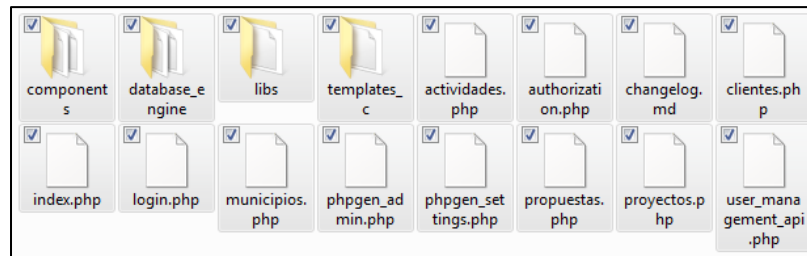 component
s
database_e
ngine
libs
templates_
c
actividades.
php
authorizati
on.php
changelog.
md
clientes.ph
p
index.php
login.php
municipios.
php
phpgen_ad
min.php
phpgen_set
tings.php
propuestas.
php
proyectos.p
hp
user_mana
gement_api
.php